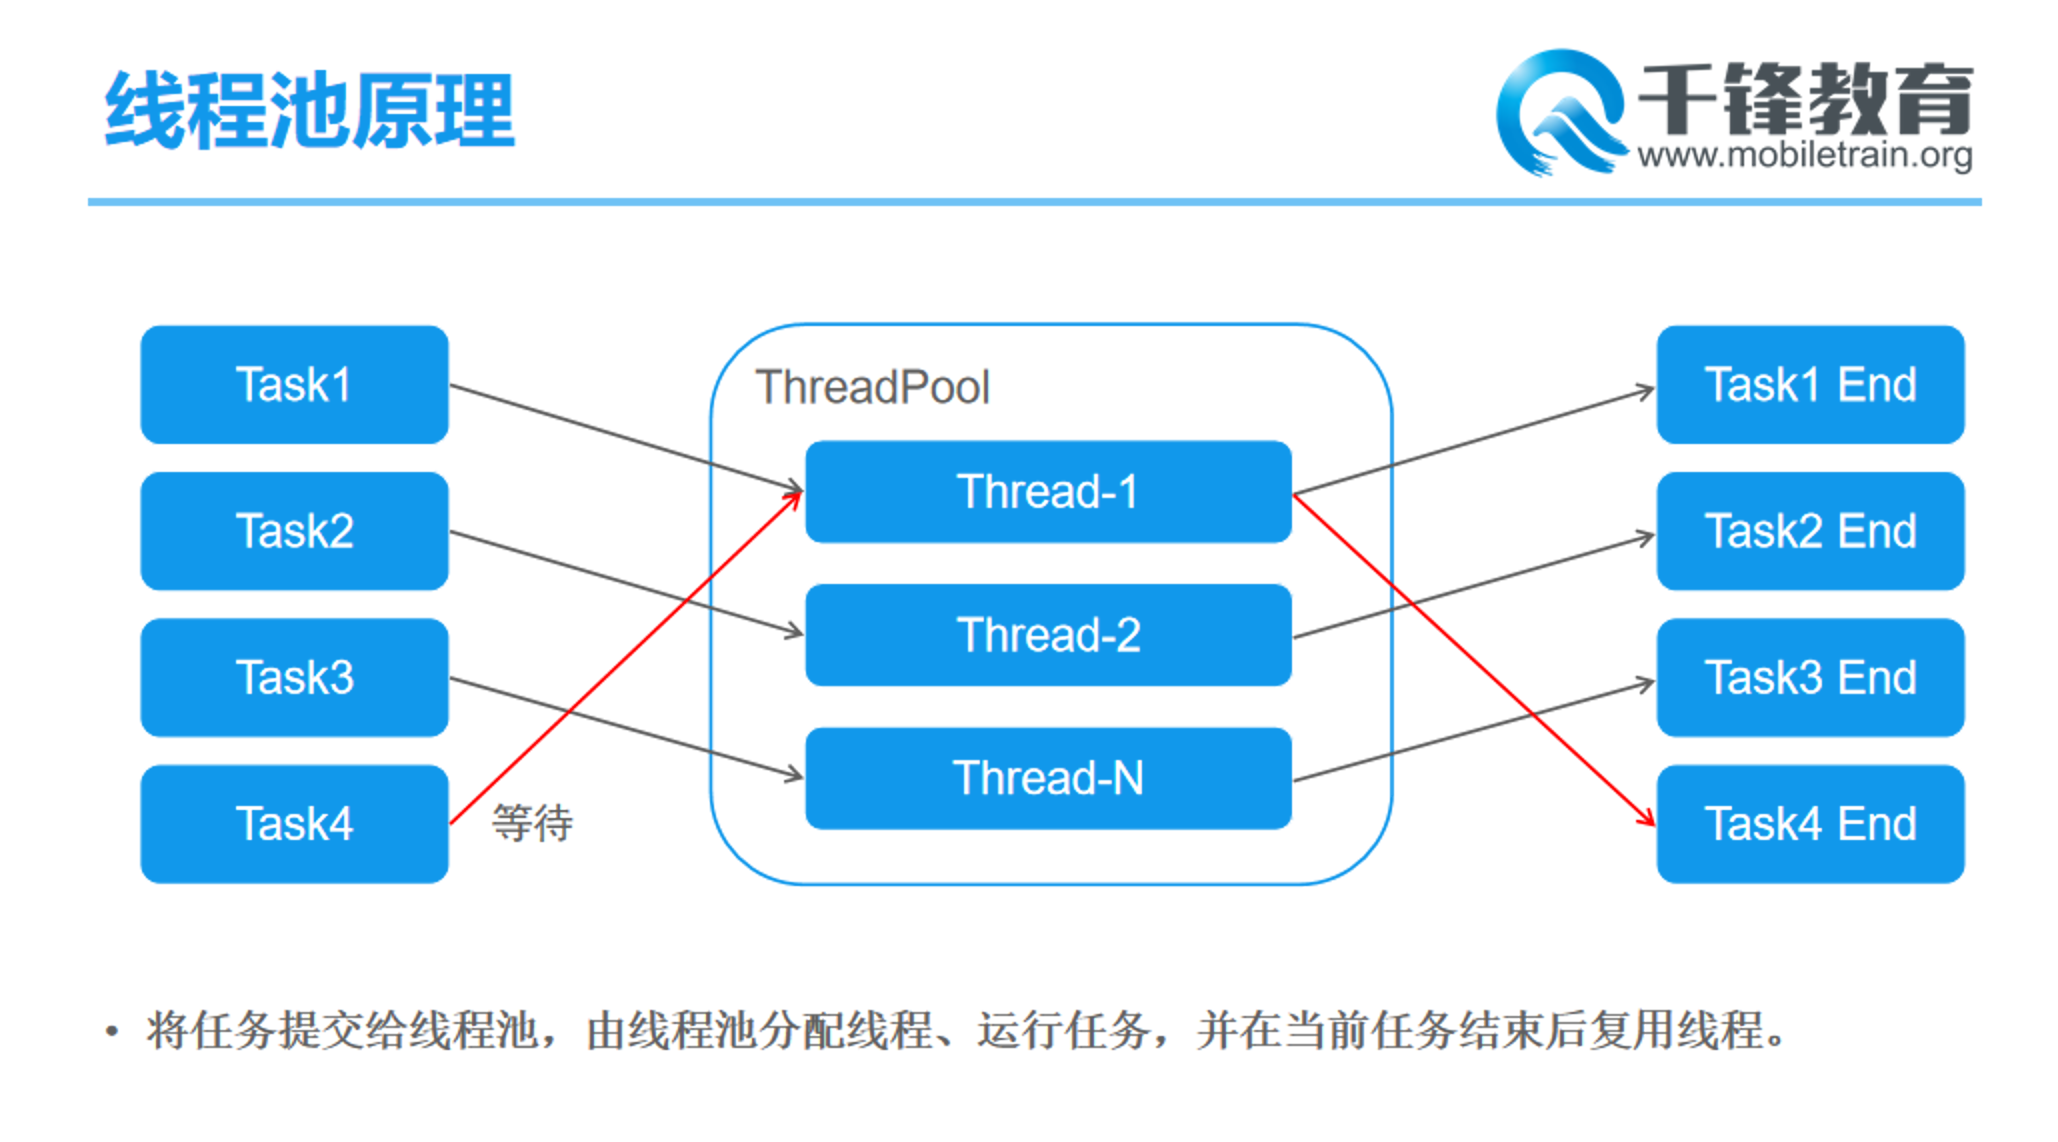 线程池原理
千锋教育
www.mobiletrain.org
Task1
Task2
Task3
Task4
等待
ThreadPool
Thread-1
Thread-2
Thread-N
Task1 End
Task2 End
Task3 End
Task4 End
• 将任务提交给线程池，由线程池分配线程、运行任务，并在当前任务结束后复用线程。